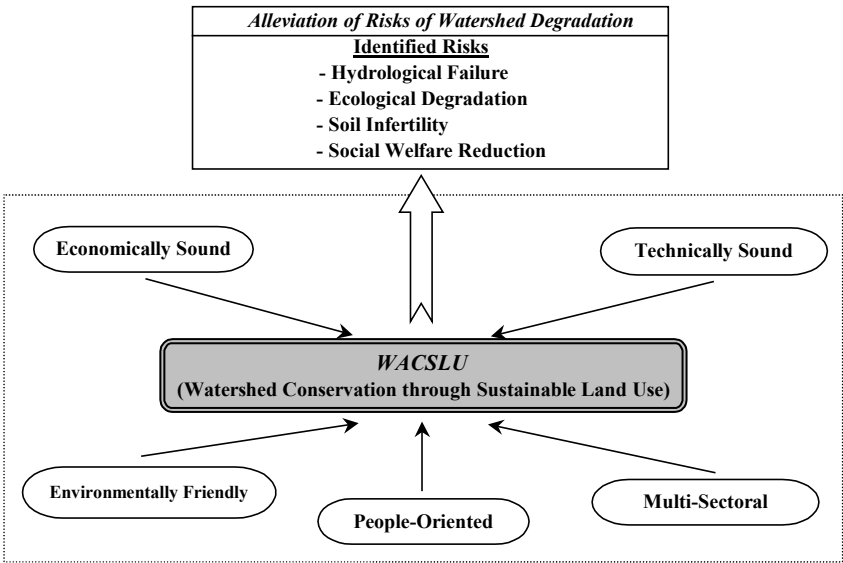 Alleviation of Risks of Watershed Degradation
Identified Risks
- Hydrological Failure
- Ecological Degradation
- Soil Infertility
- Social Welfare Reduction
Economically Sound
Technically Sound
WACSLU
(Watershed Conservation through Sustainable Land Use)
Environmentally Friendly
People-Oriented
Multi-Sectoral